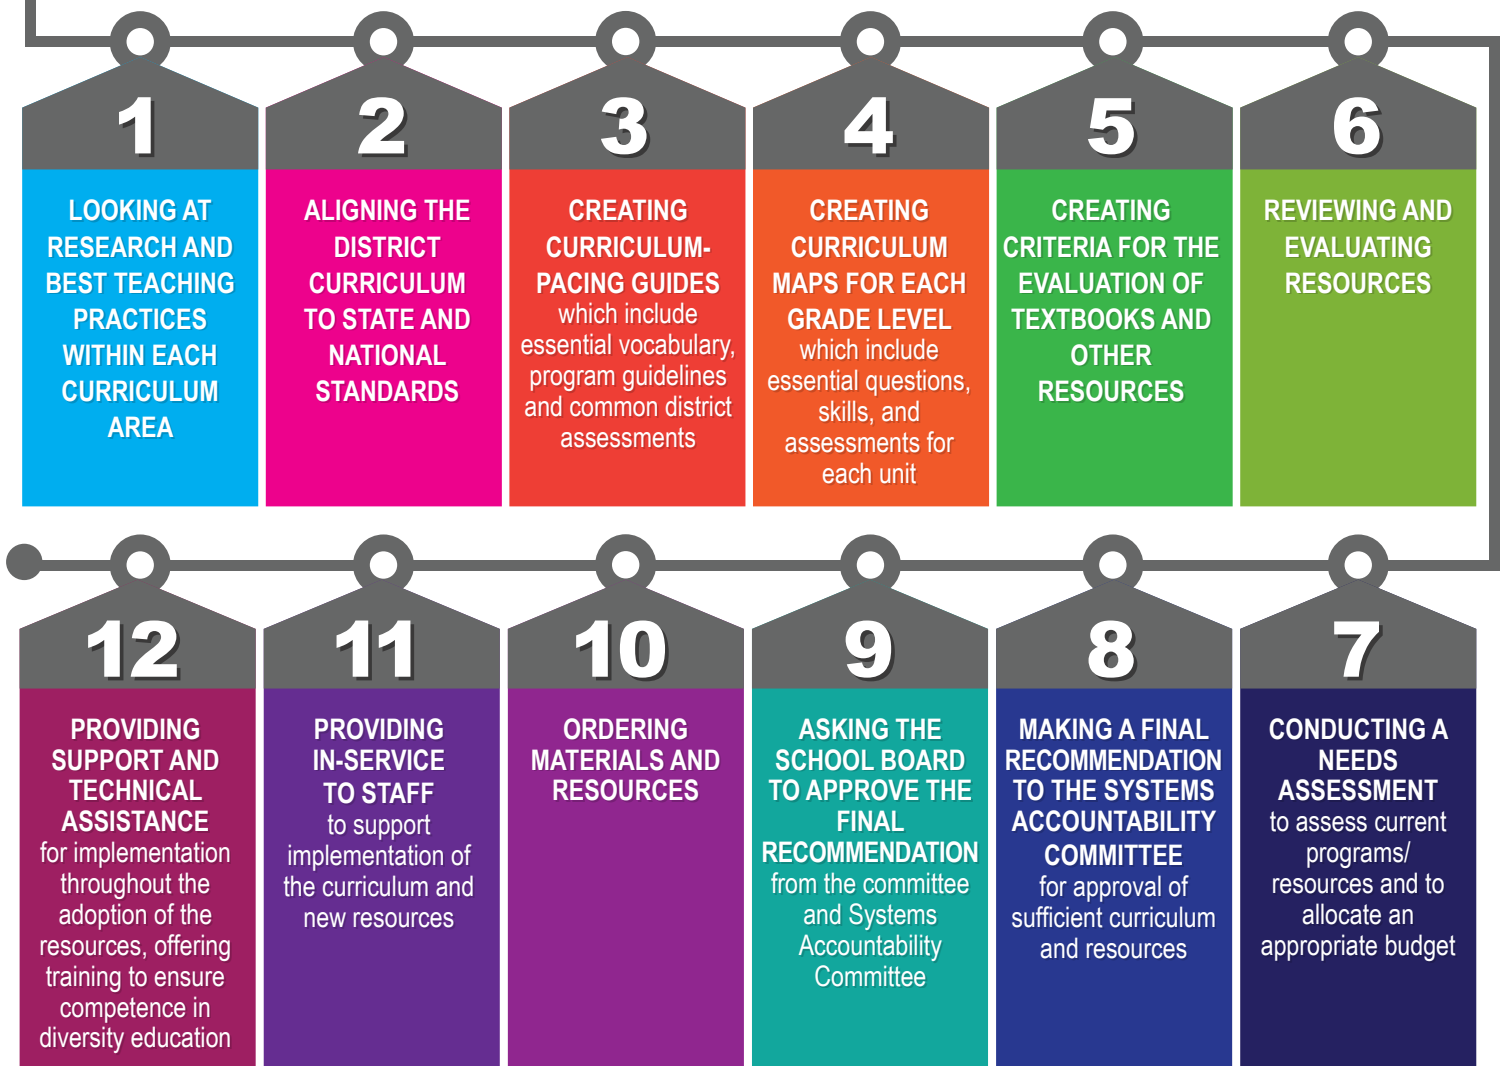 1
LOOKING AT
RESEARCH AND
BEST TEACHING
PRACTICES
WITHIN EACH
CURRICULUM
AREA
2
ALIGNING THE
DISTRICT
CURRICULUM
TO STATE AND
NATIONAL
STANDARDS
3
CREATING
CURRICULUM-
PACING GUIDES
which include
essential vocabulary,
program guidelines
and common district
assessments
4
CREATING
CURRICULUM
MAPS FOR EACH
GRADE LEVEL
which include
essential questions,
skills, and
assessments for
each unit
5
CREATING
CRITERIA FOR THE
EVALUATION OF
TEXTBOOKS AND
OTHER
RESOURCES
6
REVIEWING AND
EVALUATING
RESOURCES
7
CONDUCTING A
NEEDS
ASSESSMENT
to assess current
programs/
resources and to
allocate an
appropriate budget
8
MAKING A FINAL
RECOMMENDATION
TO THE SYSTEMS
ACCOUNTABILITY
COMMITTEE
for approval of
sufficient curriculum
and resources
9
ASKING THE
SCHOOL BOARD
TO APPROVE THE
FINAL
RECOMMENDATION
from the committee
and Systems
Accountability
Committee
10
ORDERING
MATERIALS AND
RESOURCES
11
PROVIDING
IN-SERVICE
TO STAFF
to support
implementation of
the curriculum and
new resources
12
PROVIDING
SUPPORT AND
TECHNICAL
ASSISTANCE
for implementation
throughout the
adoption of the
resources, offering
training to ensure
competence in
diversity education